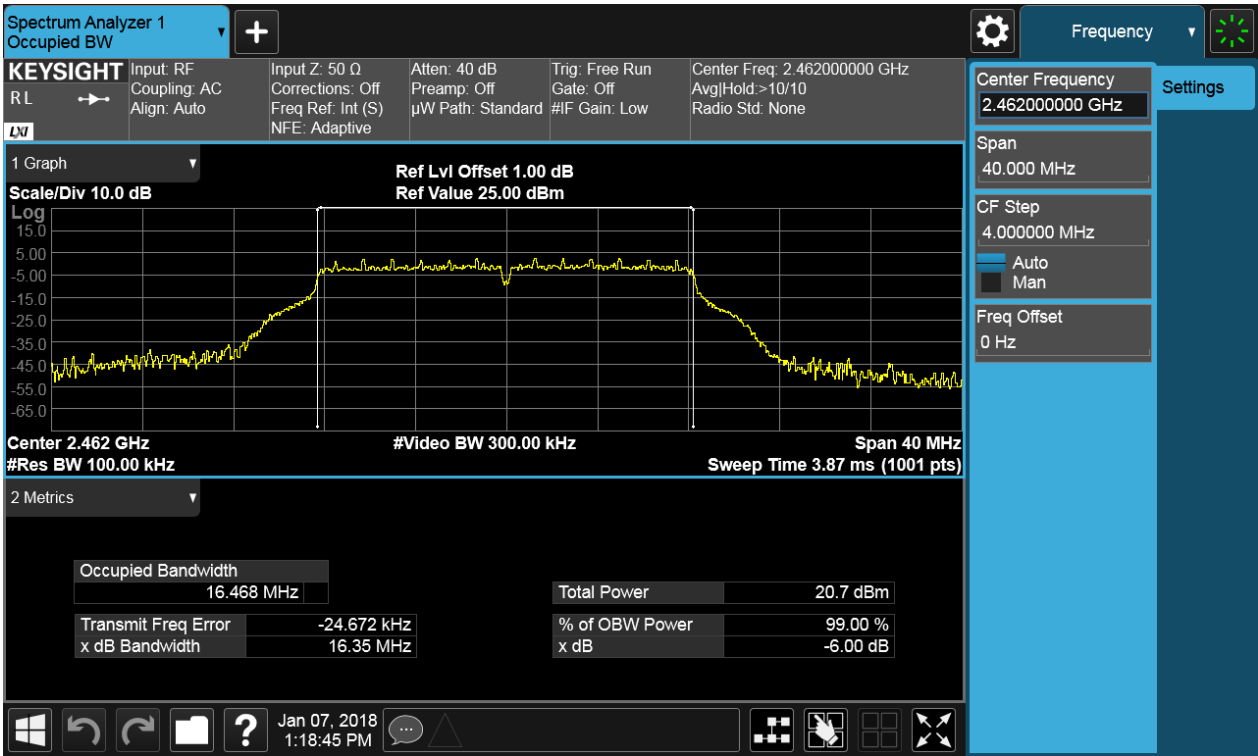 Spectrum Analyzer 1
Occupied BW
+
Frequency
KEYSIGHT
R L
LXI
Input: RF
Coupling: AC
Align: Auto
Input Z: 50 Ω
Corrections: Off
Freq Ref: Int (S)
NFE: Adaptive
Atten: 40 dB
Preamp: Off
µW Path: Standard
Trig: Free Run
Gate: Off
#IF Gain: Low
Center Freq: 2.462000000 GHz
Avg|Hold:>10/10
Radio Std: None
Center Frequency
2.462000000 GHz
Settings
Span
40.000 MHz
CF Step
4.000000 MHz
Auto
Man
Freq Offset
0 Hz
1 Graph
Scale/Div 10.0 dB
Ref Lvl Offset 1.00 dB
Ref Value 25.00 dBm
Log
15.0
5.00
-5.00
-15.0
-25.0
-35.0
-45.0
-55.0
-65.0
Center 2.462 GHz
#Video BW 300.00 kHz
Span 40 MHz
#Res BW 100.00 kHz
Sweep Time 3.87 ms (1001 pts)
2 Metrics
Occupied Bandwidth
16.468 MHz
Total Power 20.7 dBm
Transmit Freq Error -24.672 kHz
% of OBW Power 99.00 %
x dB Bandwidth 16.35 MHz
x dB -6.00 dB
?
Jan 07, 2018
1:18:45 PM